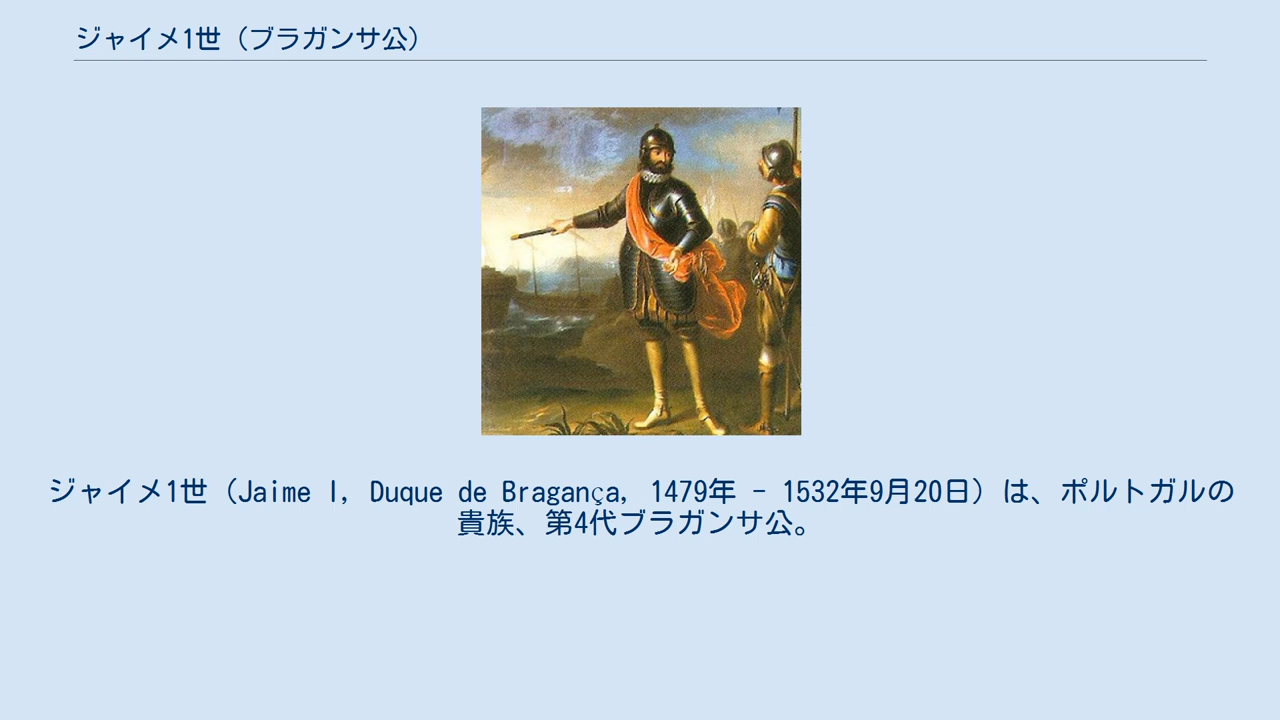 ジャイメ1世（ブラガンサ公）
ジャイメ1世（Jaime I, Duque de Bragança, 1479年 - 1532年9月20日）は、ポルトガルの
貴族、第4代ブラガンサ公。